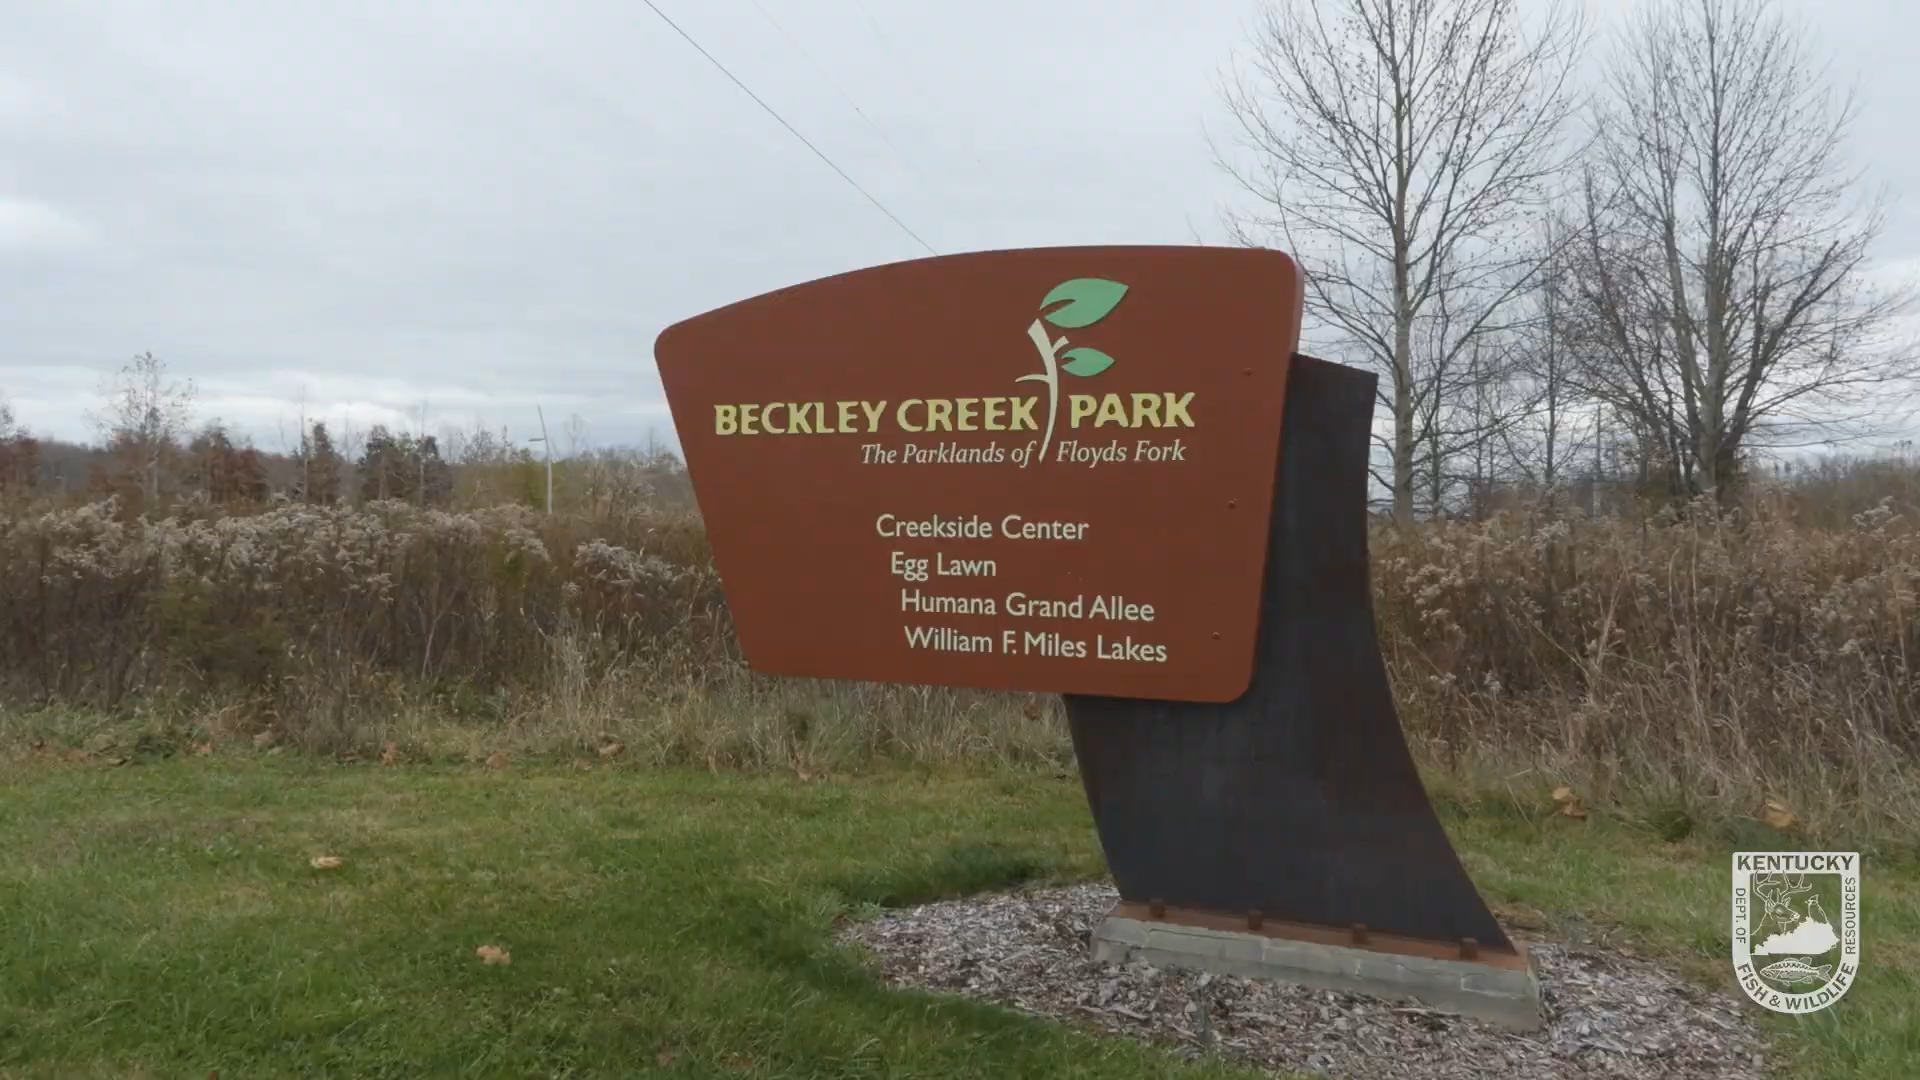 BECKLEY CREEK PARK
The Parklands of Floyds Fork
Creekside Center
Egg Lawn
Humana Grand Allee
William F. Miles Lakes
KENTUCKY
DEPT. OF
FISH & WILDLIFE
RESOURCES